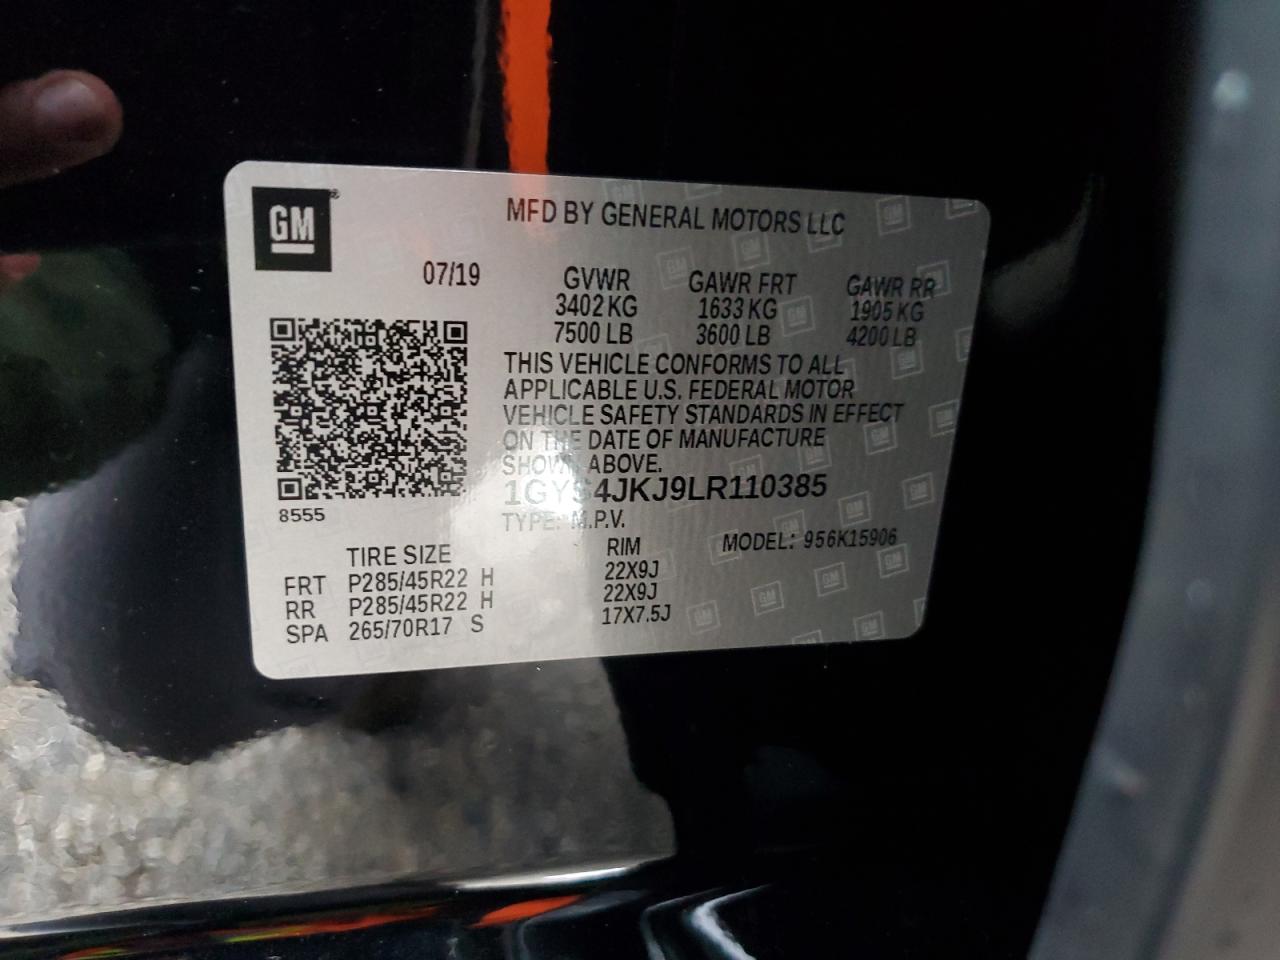 GM
MFD BY GENERAL MOTORS LLC
07/19
GVWR GAWR FRT GAWR RR
3402 KG 1633 KG 1905 KG
7500 LB 3600 LB 4200 LB
THIS VEHICLE CONFORMS TO ALL
APPLICABLE U.S. FEDERAL MOTOR
VEHICLE SAFETY STANDARDS IN EFFECT
ON THE DATE OF MANUFACTURE
SHOWN ABOVE.
1GYS4JKJ9LR110385
8555
TYPE: M.P.V.
MODEL: 956K15906
TIRE SIZE RIM
FRT P285/45R22 H 22X9J
RR P285/45R22 H 22X9J
SPA 265/70R17 S 17X7.5J